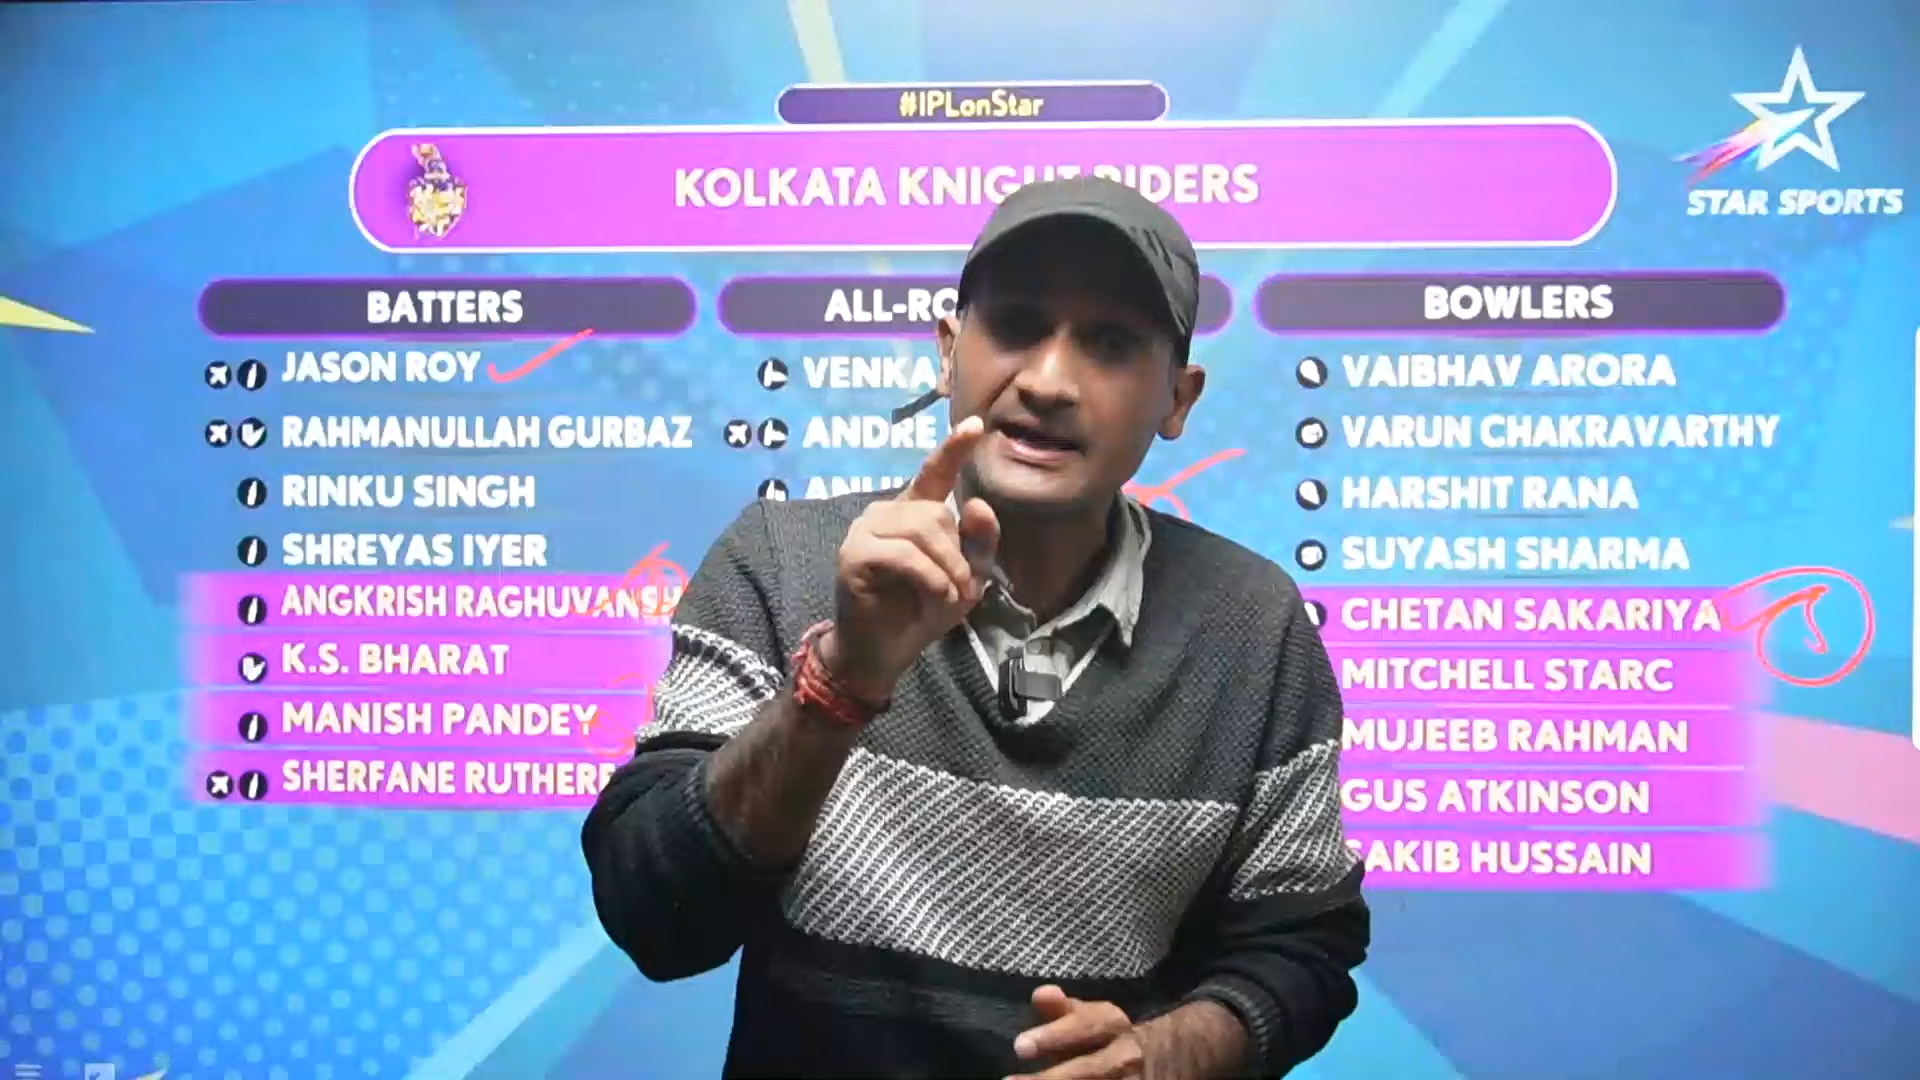 #IPLonStar
KOLKATA KNIGHT RIDERS
STAR SPORTS
BATTERS
JASON ROY
RAHMANULLAH GURBAZ
RINKU SINGH
SHREYAS IYER
ANGKRISH RAGHUVANSH
K.S. BHARAT
MANISH PANDEY
SHERFANE RUTHERF
ALL-RO
VENKA
ANDRE
BOWLERS
VAIBHAV ARORA
VARUN CHAKRAVARTHY
HARSHIT RANA
SUYASH SHARMA
CHETAN SAKARIYA
MITCHELL STARC
MUJEEB RAHMAN
GUS ATKINSON
SAKIB HUSSAIN